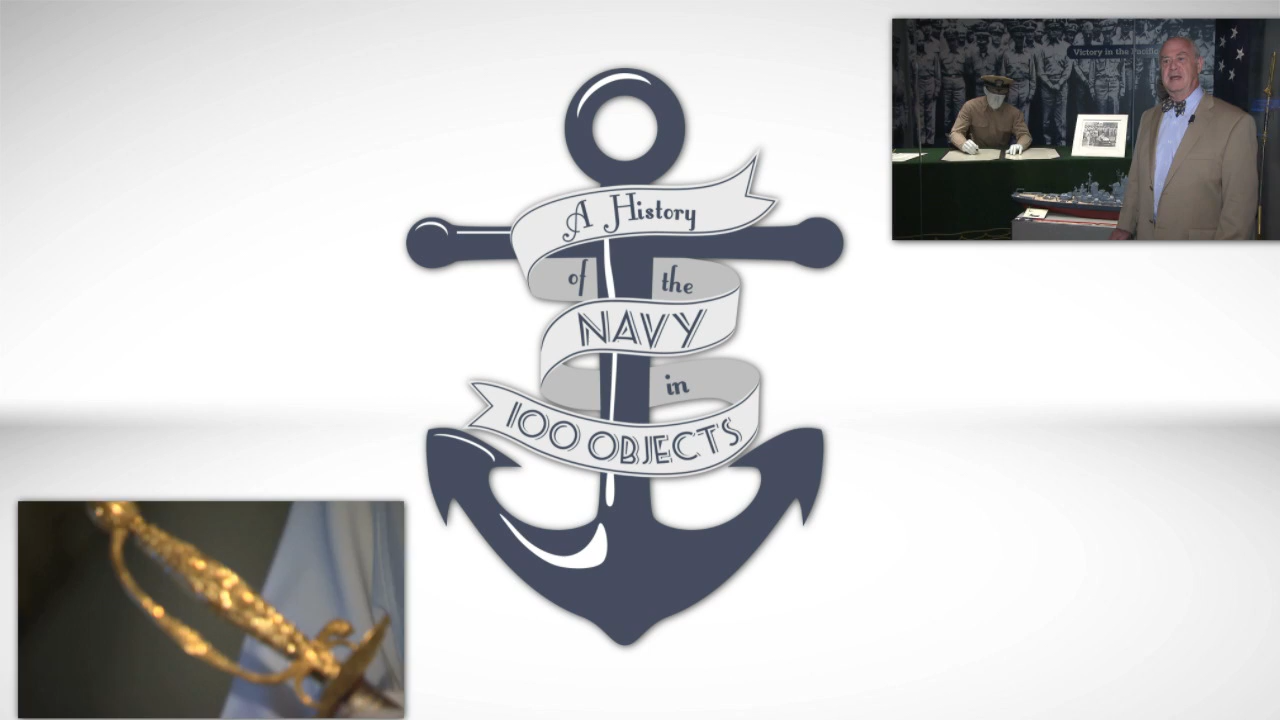 A History
of the
NAVY
in
100 OBJECTS
Victory in the Pacific